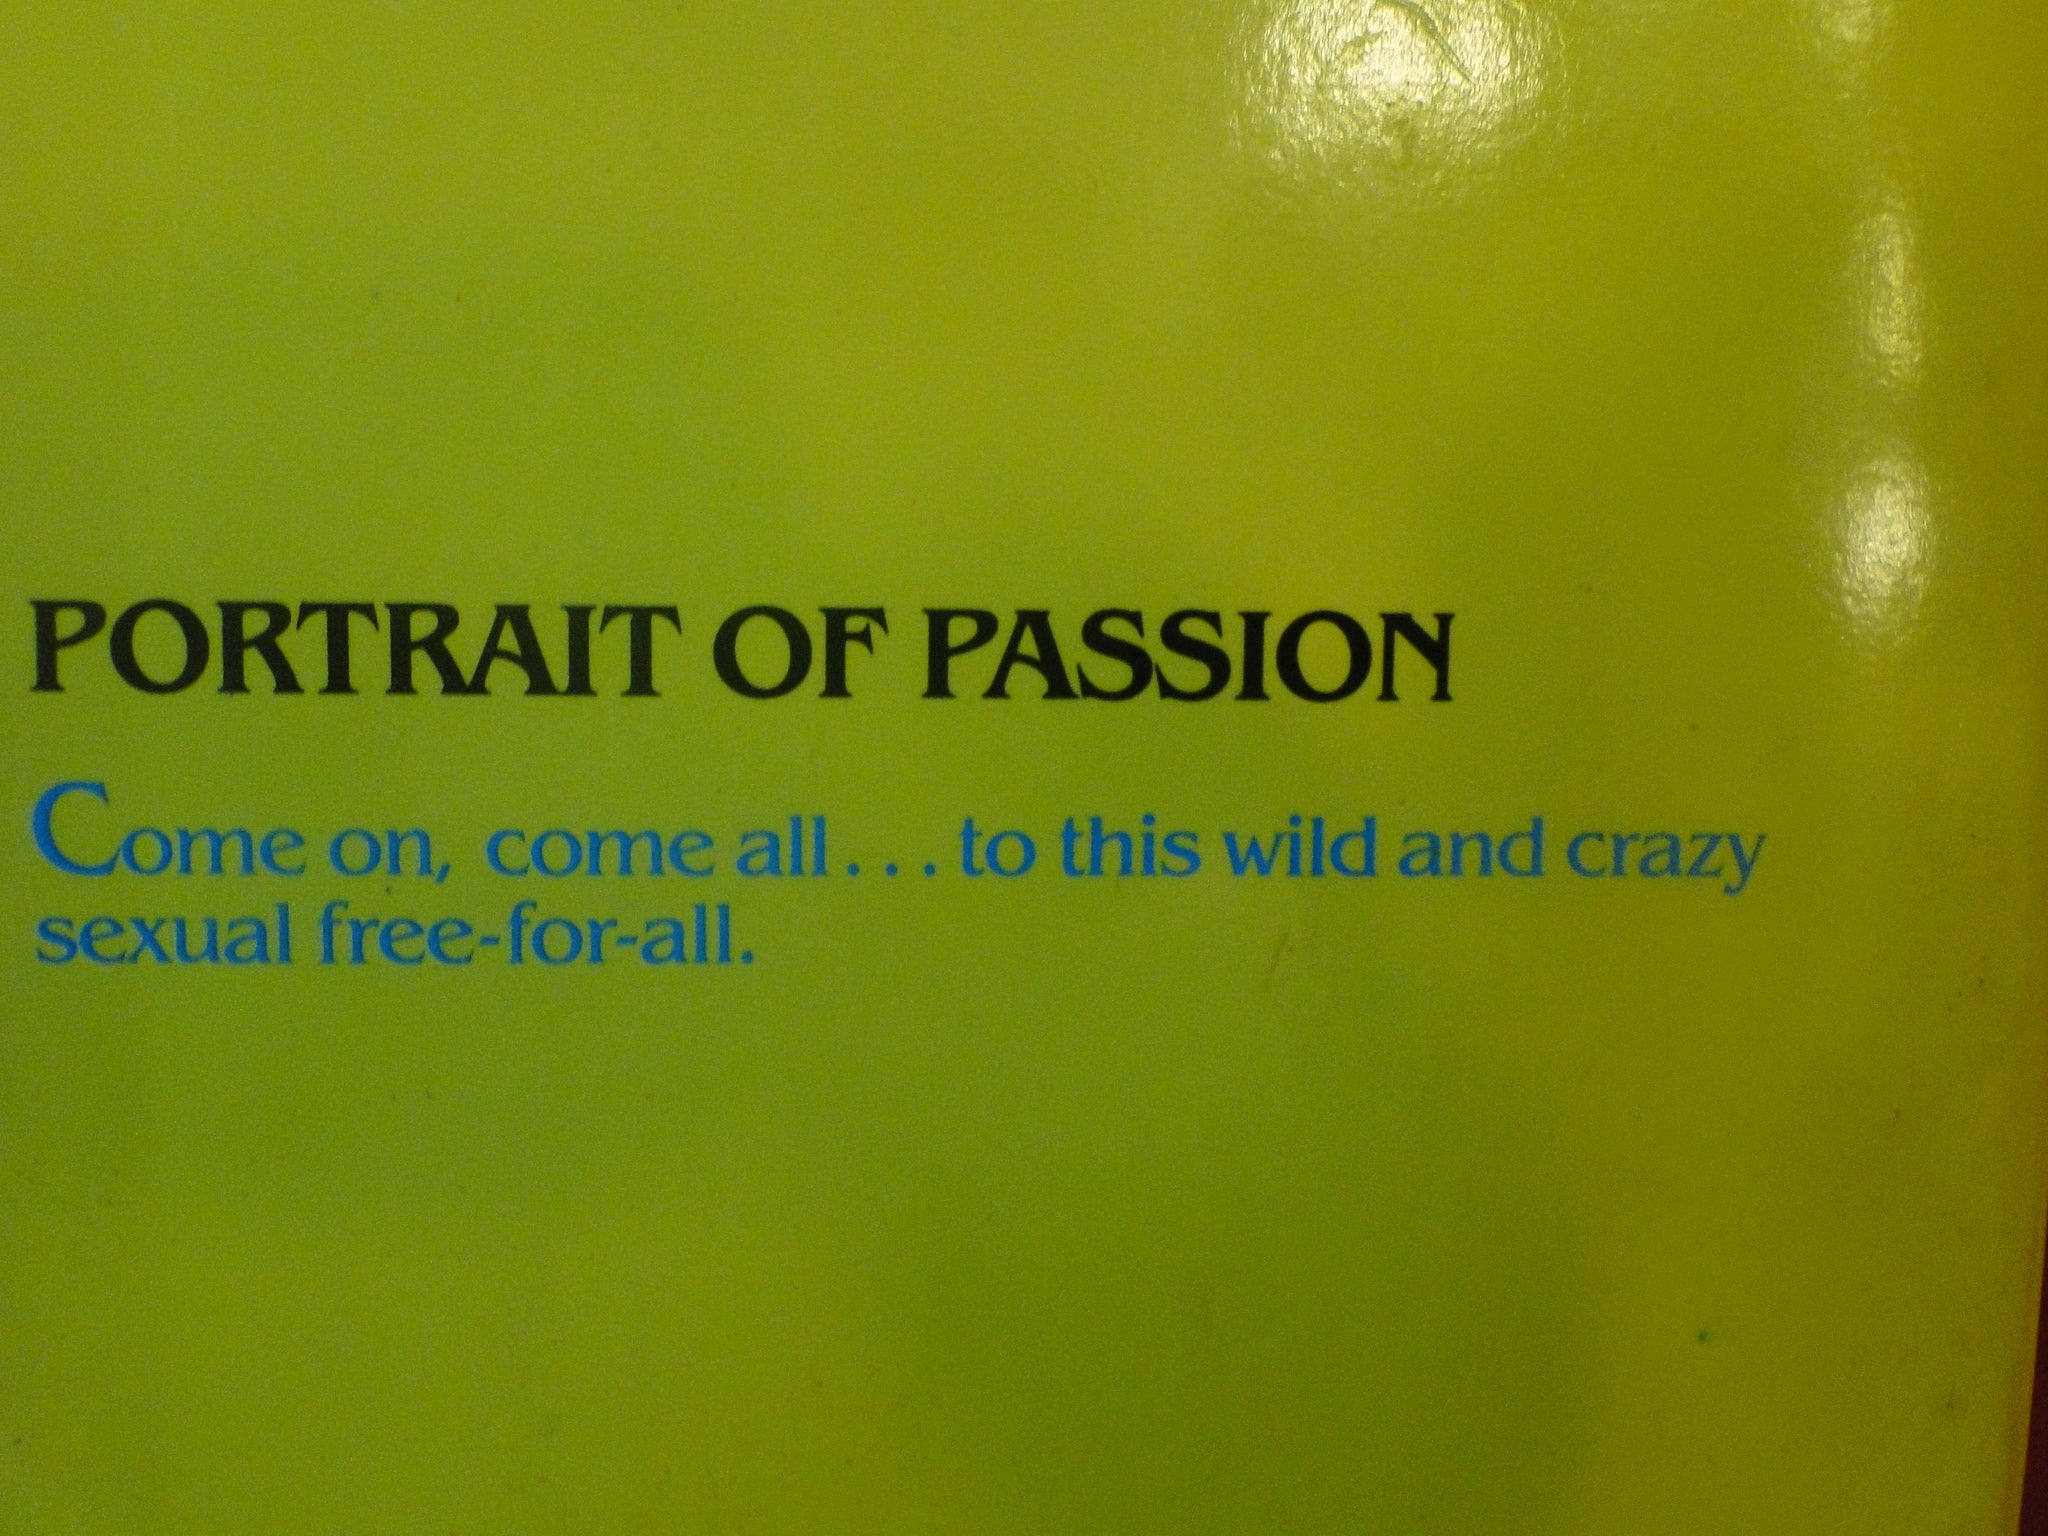 PORTRAIT OF PASSION
Come on, come all... to this wild and crazy
sexual free-for-all.